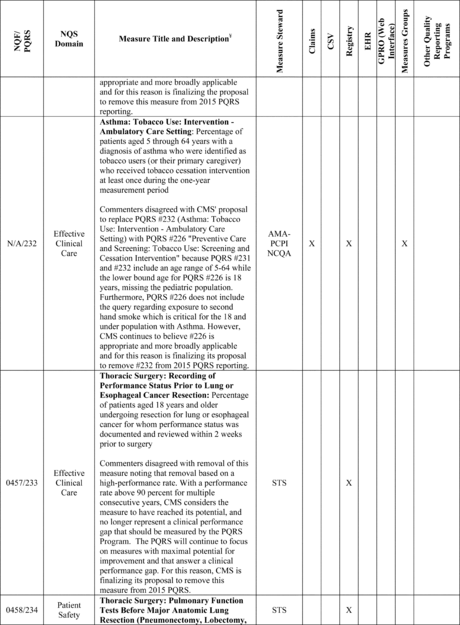 NQF/
PQRS
NQS
Domain
Measure Title and Description¥
Measure Steward
Claims
CSV
Registry
EHR
GPRO (Web
Interface)
Measures Groups
Other Quality
Reporting
Programs
appropriate and more broadly applicable
and for this reason is finalizing the proposal
to remove this measure from 2015 PQRS
reporting.
N/A/232
Effective
Clinical
Care
Asthma: Tobacco Use: Intervention -
Ambulatory Care Setting: Percentage of
patients aged 5 through 64 years with a
diagnosis of asthma who were identified as
tobacco users (or their primary caregiver)
who received tobacco cessation intervention
at least once during the one-year
measurement period
Commenters disagreed with CMS' proposal
to replace PQRS #232 (Asthma: Tobacco
Use: Intervention - Ambulatory Care
Setting) with PQRS #226 "Preventive Care
and Screening: Tobacco Use: Screening and
Cessation Intervention" because PQRS #231
and #232 include an age range of 5-64 while
the lower bound age for PQRS #226 is 18
years, missing the pediatric population.
Furthermore, PQRS #226 does not include
the query regarding exposure to second
hand smoke which is critical for the 18 and
under population with Asthma. However,
CMS continues to believe #226 is
appropriate and more broadly applicable
and for this reason is finalizing its proposal
to remove #232 from 2015 PQRS reporting.
AMA-
PCPI
NCQA
X
X
X
0457/233
Effective
Clinical
Care
Thoracic Surgery: Recording of
Performance Status Prior to Lung or
Esophageal Cancer Resection: Percentage
of patients aged 18 years and older
undergoing resection for lung or esophageal
cancer for whom performance status was
documented and reviewed within 2 weeks
prior to surgery
Commenters disagreed with removal of this
measure noting that removal based on a
high-performance rate. With a performance
rate above 90 percent for multiple
consecutive years, CMS considers the
measure to have reached its potential, and
no longer represent a clinical performance
gap that should be measured by the PQRS
Program. The PQRS will continue to focus
on measures with maximal potential for
improvement and that answer a clinical
performance gap. For this reason, CMS is
finalizing its proposal to remove this
measure from 2015 PQRS.
STS
X
0458/234
Patient
Safety
Thoracic Surgery: Pulmonary Function
Tests Before Major Anatomic Lung
Resection (Pneumonectomy, Lobectomy,
STS
X